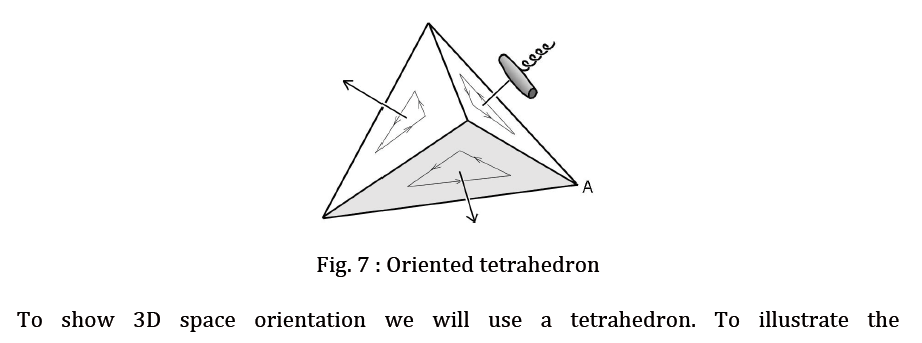 A
Fig. 7 : Oriented tetrahedron
To show 3D space orientation we will use a tetrahedron. To illustrate the